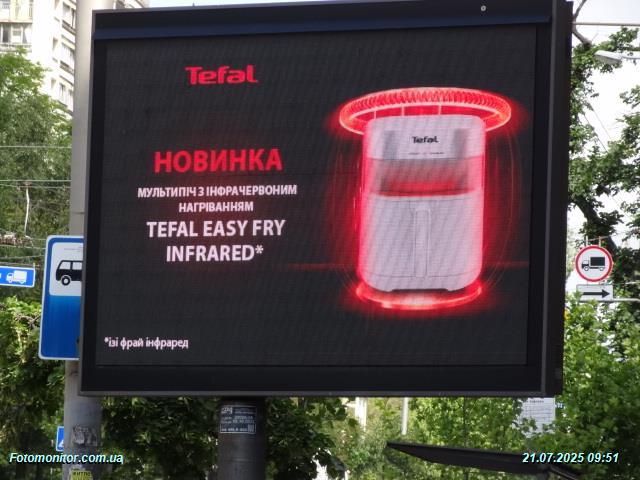 Tefal
Tefal
НОВИНКА
МУЛЬТИПІЧ З ІНФРАЧЕРВОНИМ
НАГРІВАННЯМ
TEFAL EASY FRY
INFRARED*
*ізі фрай інфраред
Fotomonitor.com.ua
21.07.2025 09:51